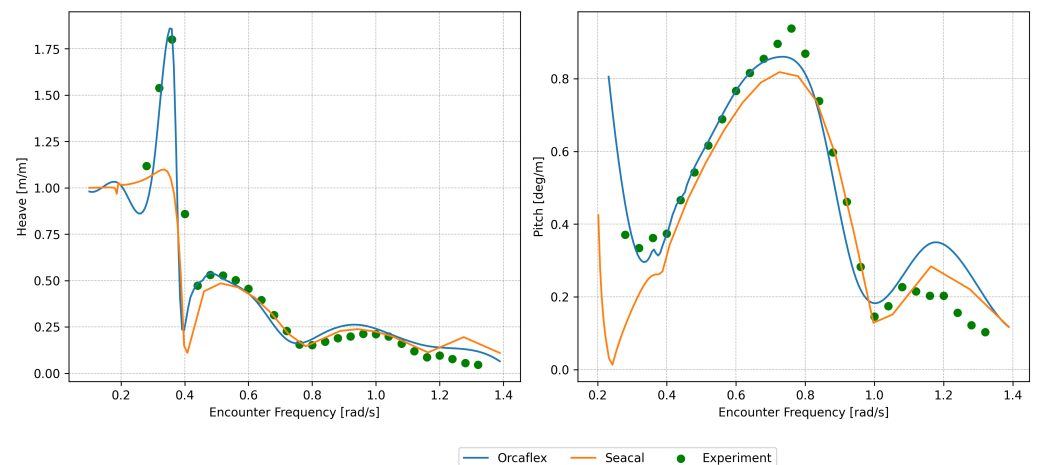 Heave [m/m]
1.75
1.50
1.25
1.00
0.75
0.50
0.25
0.00
0.2 0.4 0.6 0.8 1.0 1.2 1.4
Encounter Frequency [rad/s]
Pitch [deg/m]
0.8
0.6
0.4
0.2
0.0
0.2 0.4 0.6 0.8 1.0 1.2 1.4
Encounter Frequency [rad/s]
Orcaflex Seacal Experiment